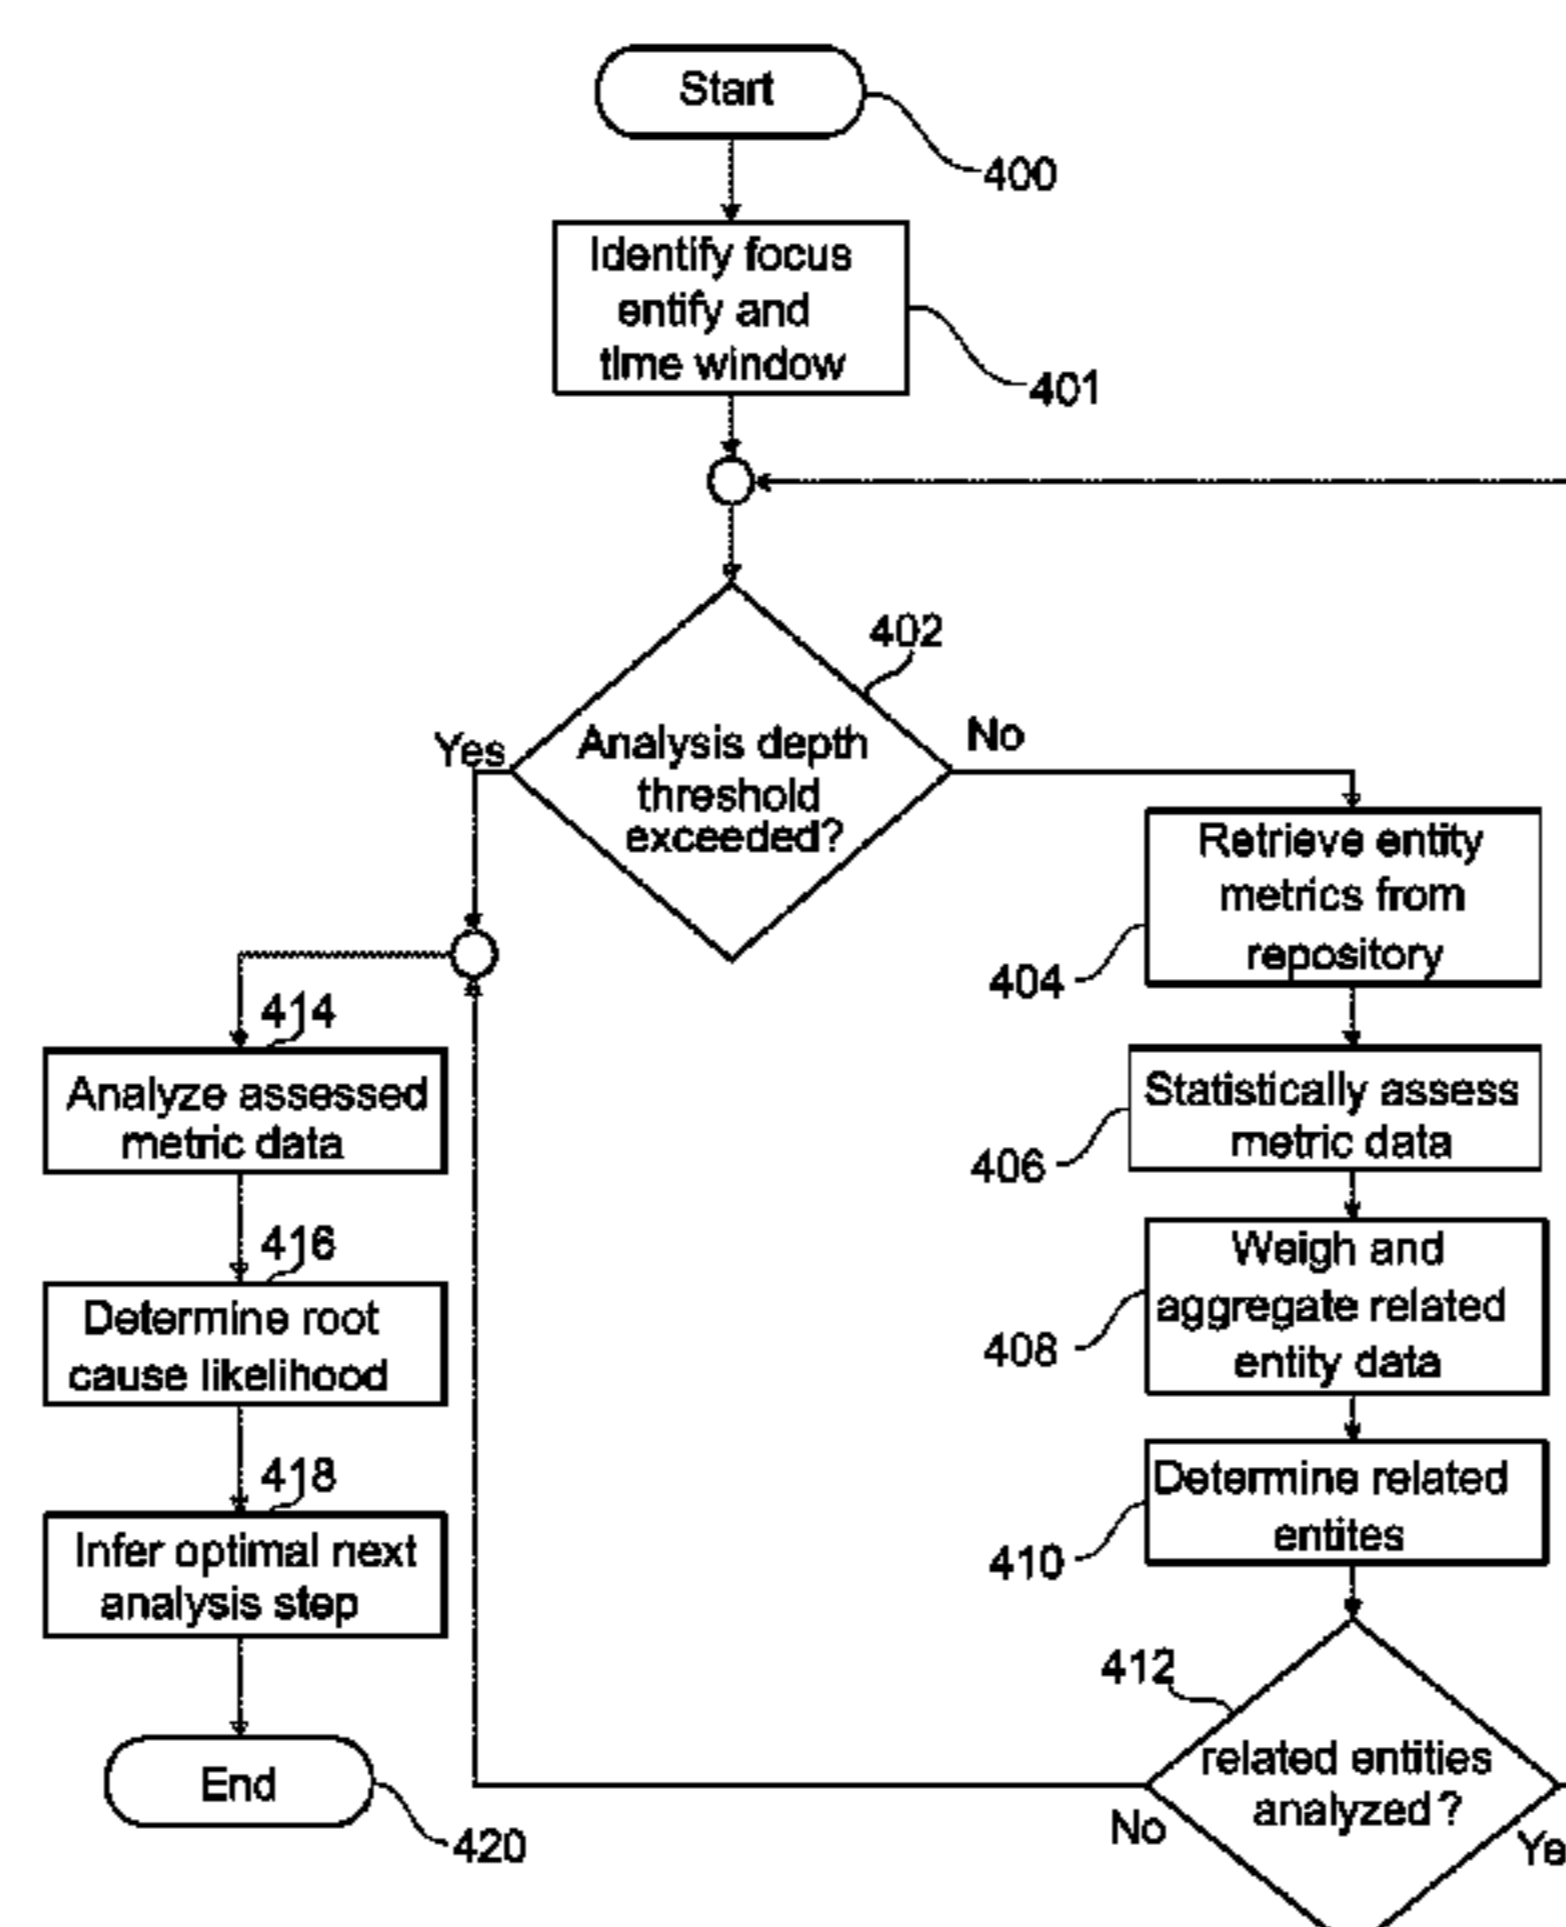 Start
400
Identify focus
entify and
time window
401
402
Yes
Analysis depth
threshold
exceeded?
No
Retrieve entity
metrics from
repository
404
414
Analyze assessed
metric data
Statistically assess
metric data
406
416
Determine root
cause likelihood
Weigh and
aggregate related
entity data
408
418
Infer optimal next
analysis step
Determine related
entites
410
412
related entities
analyzed?
No
Ye
End
420